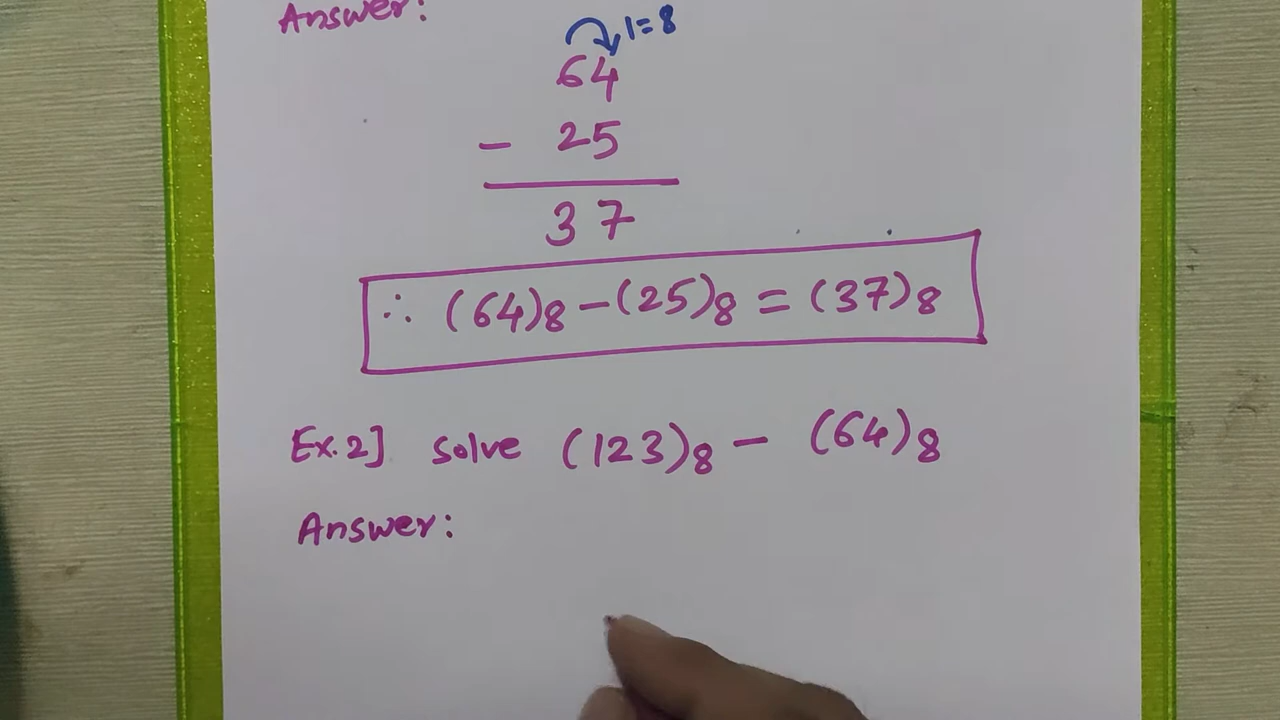 Answer:
1=8
64
- 25
37
∴ (64)8 - (25)8 = (37)8
Ex.2] solve (123)8 - (64)8
Answer: